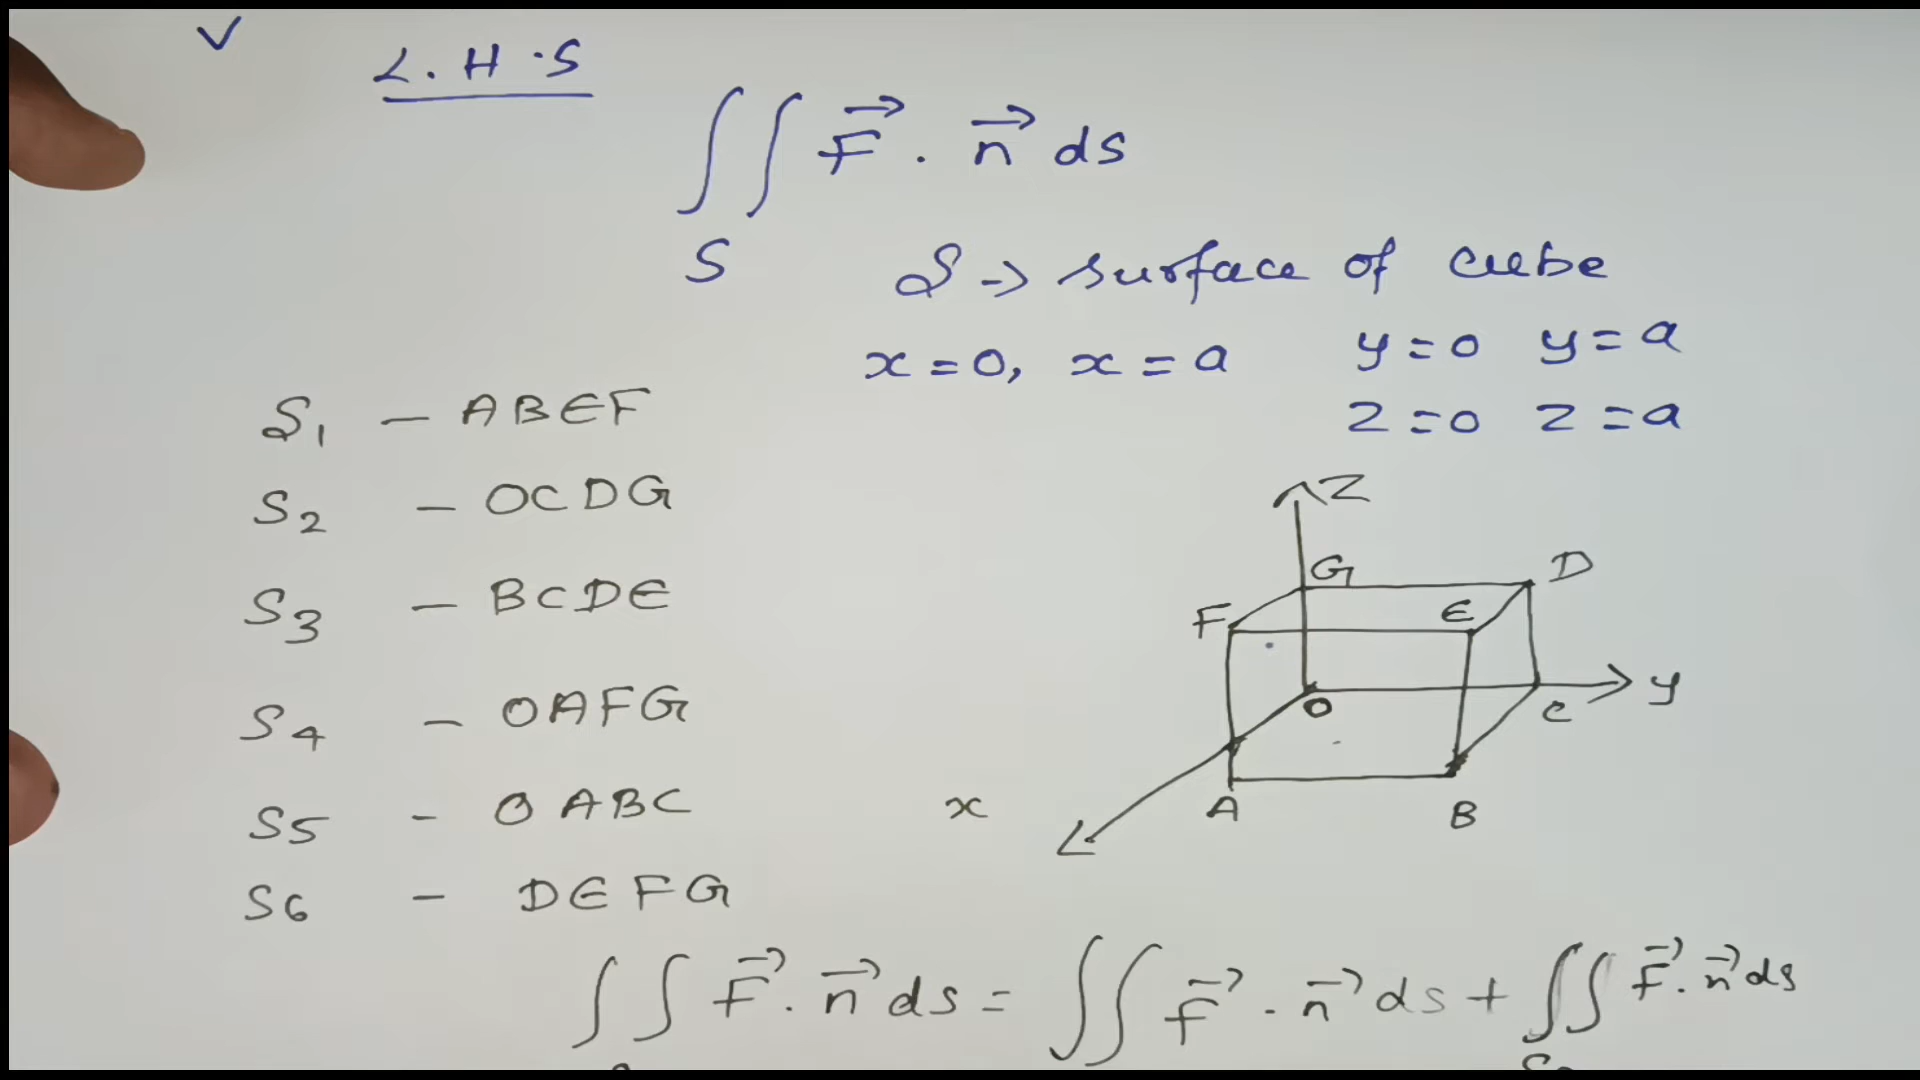 L.H.S
∫∫ F⃗ . n⃗ ds
S
S → surface of cube
x = 0, x = a y = 0 y = a
z = 0 z = a
S1 – ABEF
S2 – OCDG
S3 – BCDE
S4 – OAFG
S5 – OABC
S6 – DEFG
Z
G D
F E
O C y
x A B
∫∫ F⃗ . n⃗ ds = ∫∫ F⃗ . n⃗ ds + ∫∫ F⃗ . n⃗ ds